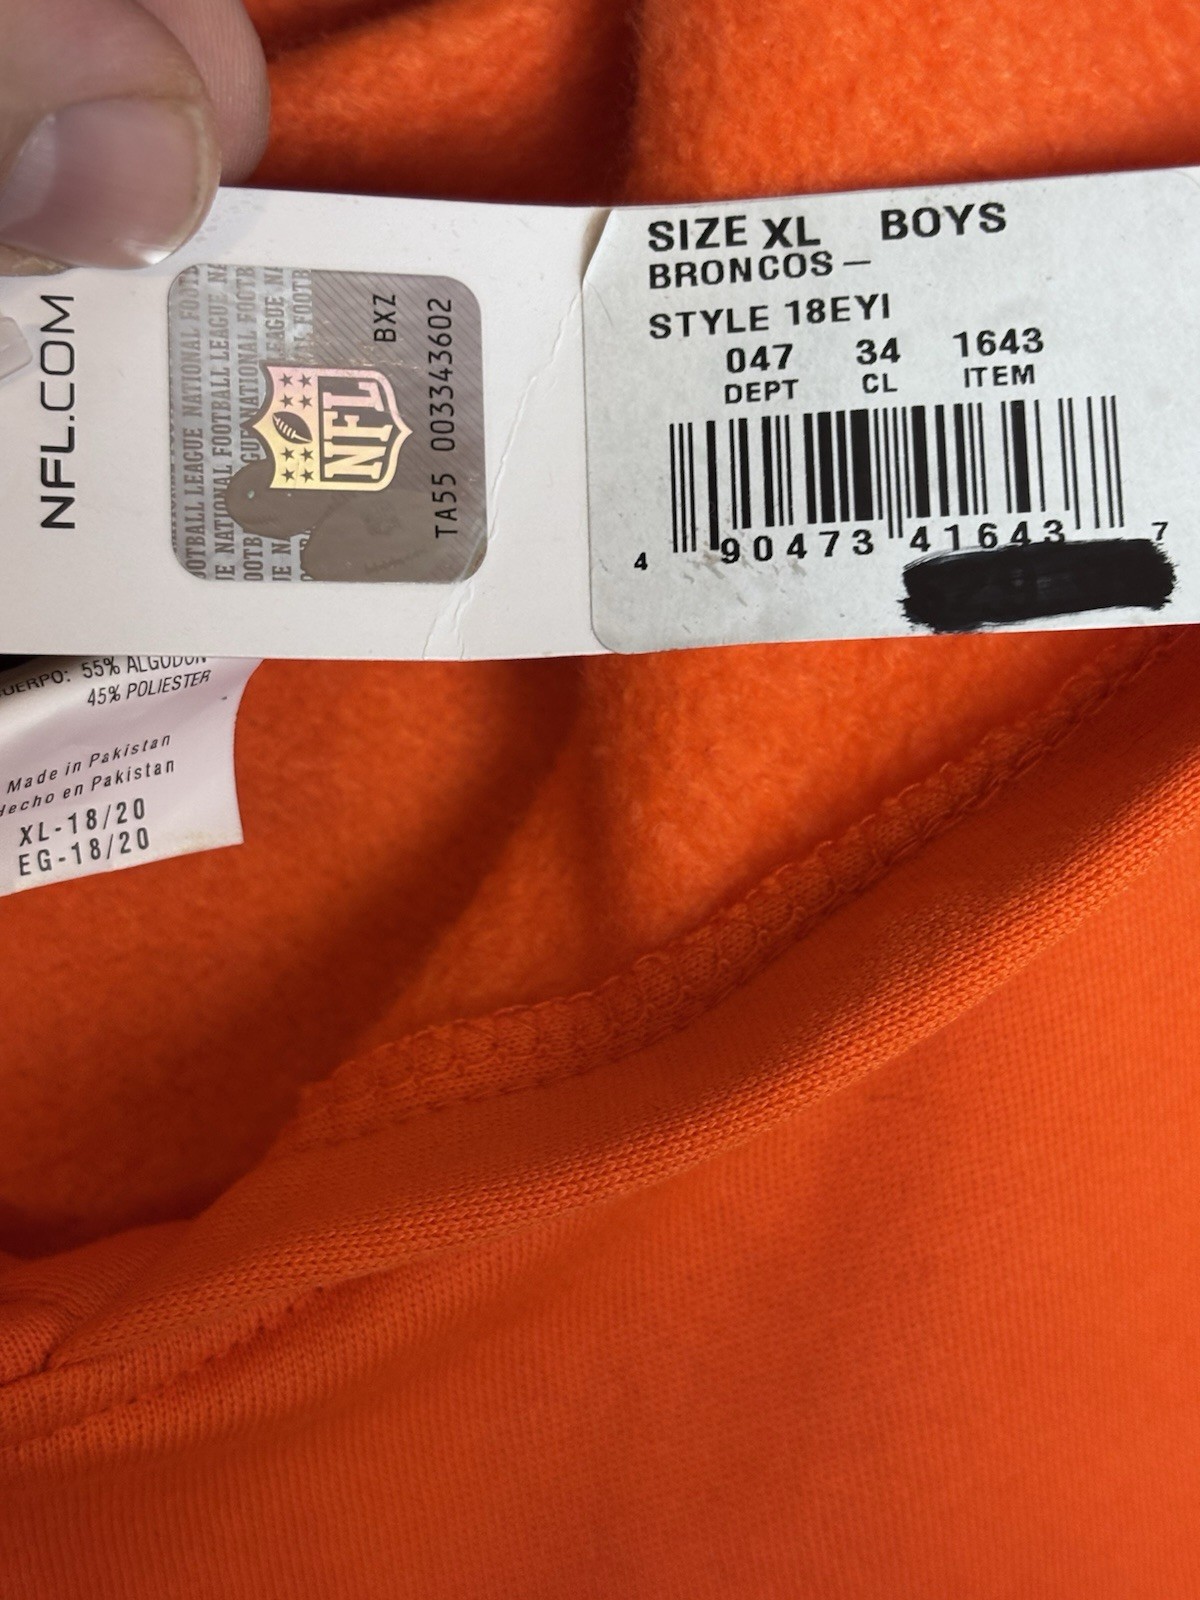 NFL.COM
NFL
BXZ
TA55 003343602
SIZE XL BOYS
BRONCOS –
STYLE 18EYI
047 34 1643
DEPT CL ITEM
4 90473 41643 7
55% ALGODON
45% POLIESTER
Made in Pakistan
Hecho en Pakistan
XL-18/20
EG-18/20